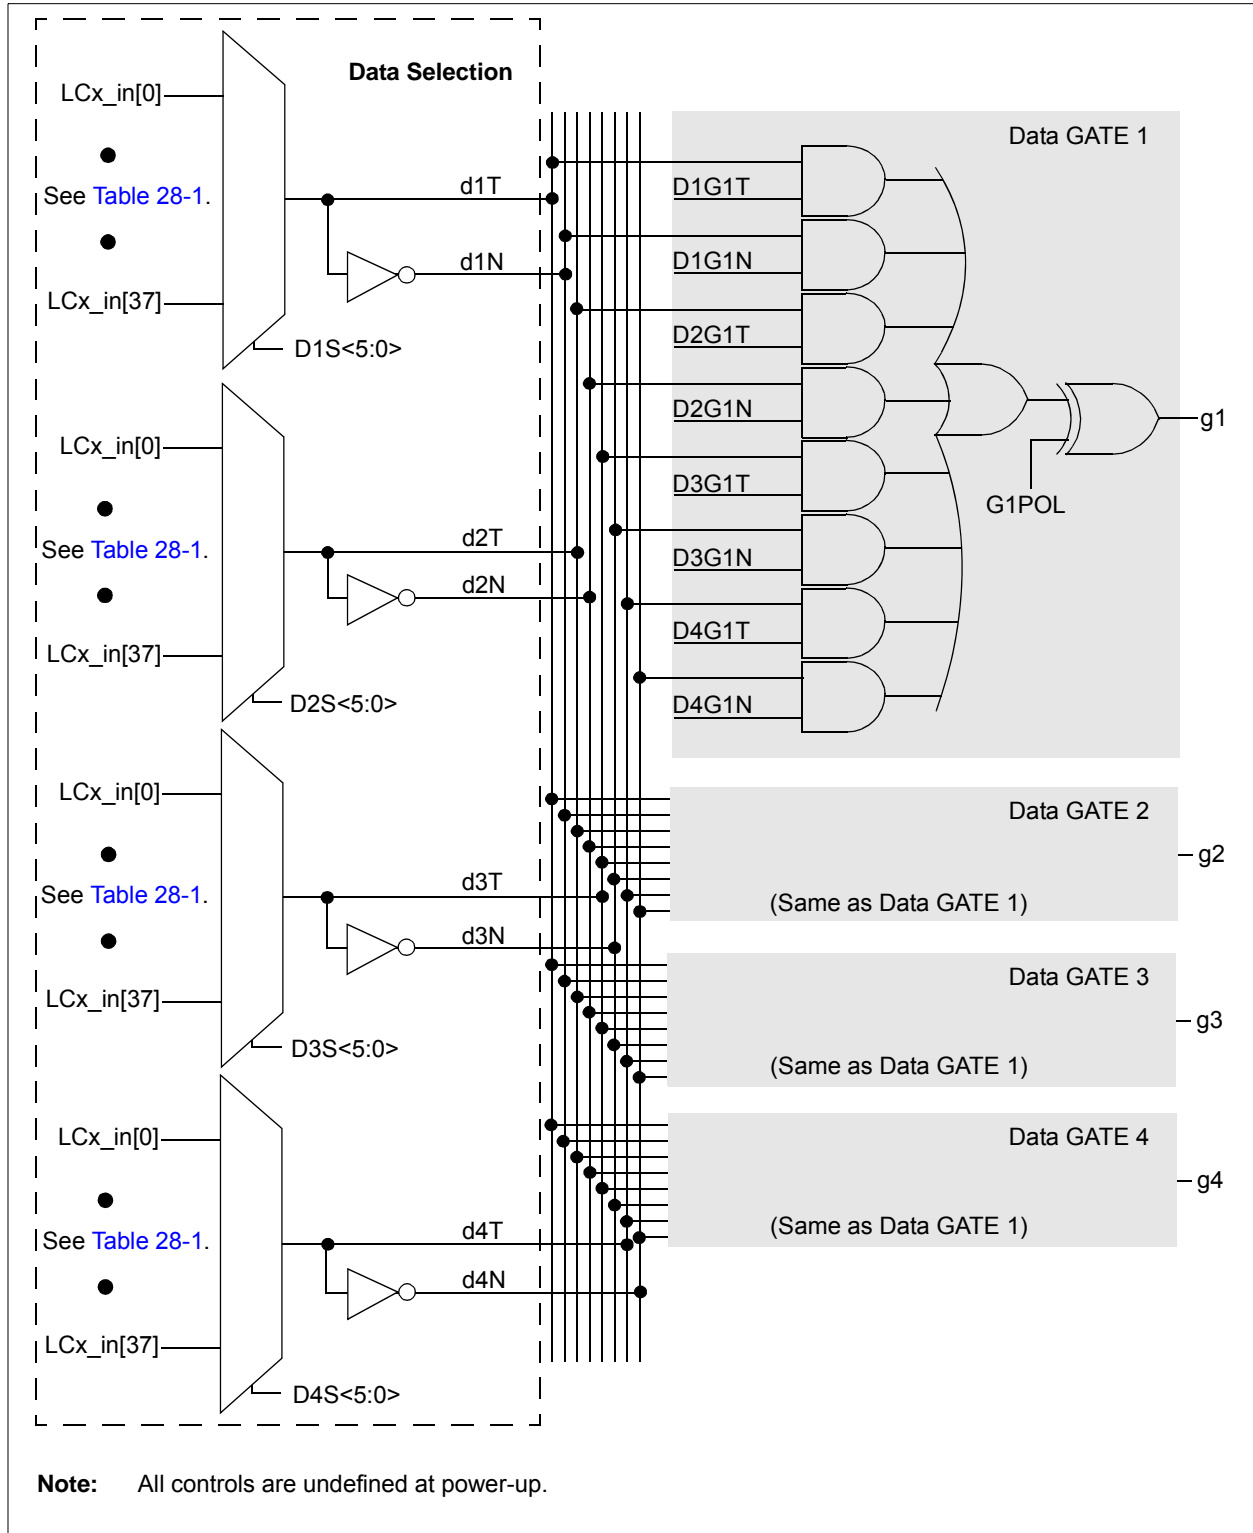 Data Selection
LCx_in[0]
See Table 28-1.
LCx_in[37]
D1S<5:0>
d1T
d1N
LCx_in[0]
See Table 28-1.
LCx_in[37]
D2S<5:0>
d2T
d2N
LCx_in[0]
See Table 28-1.
LCx_in[37]
D3S<5:0>
d3T
d3N
LCx_in[0]
See Table 28-1.
LCx_in[37]
D4S<5:0>
d4T
d4N
Data GATE 1
D1G1T
D1G1N
D2G1T
D2G1N
D3G1T
D3G1N
D4G1T
D4G1N
G1POL
g1
Data GATE 2
(Same as Data GATE 1)
g2
Data GATE 3
(Same as Data GATE 1)
g3
Data GATE 4
(Same as Data GATE 1)
g4
Note: All controls are undefined at power-up.